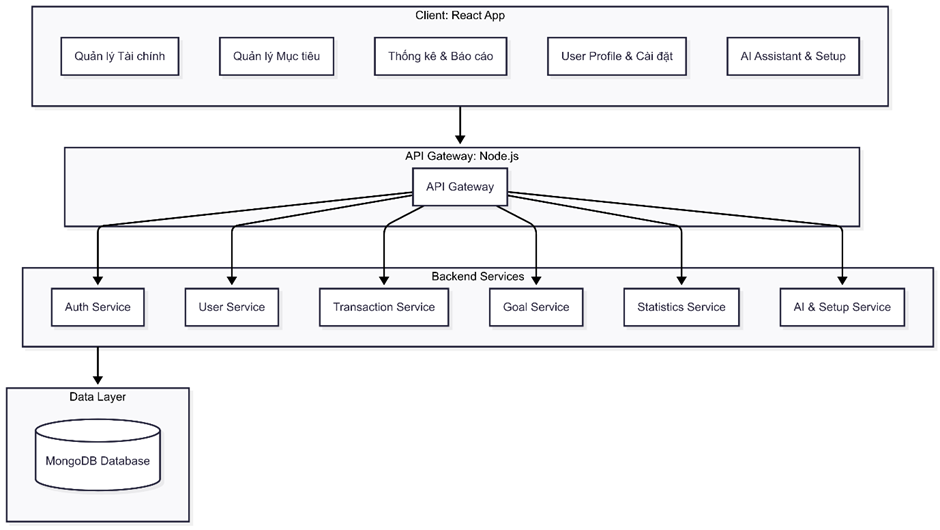 Client: React App
Quản lý Tài chính
Quản lý Mục tiêu
Thống kê & Báo cáo
User Profile & Cài đặt
AI Assistant & Setup
API Gateway: Node.js
API Gateway
Backend Services
Auth Service
User Service
Transaction Service
Goal Service
Statistics Service
AI & Setup Service
Data Layer
MongoDB Database